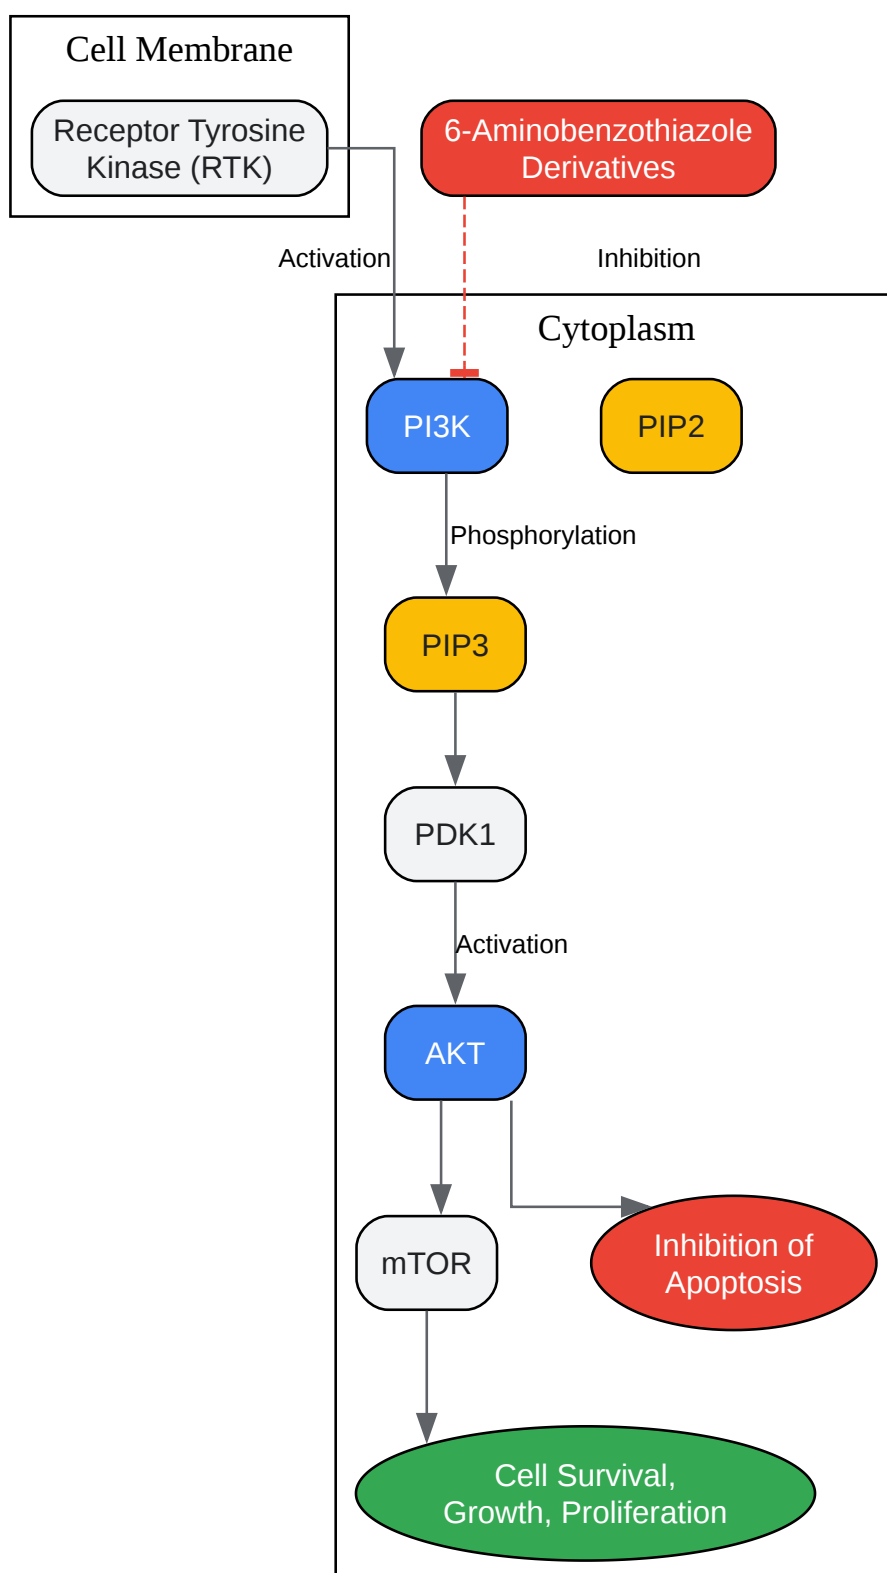 Cell Membrane
Receptor Tyrosine
Kinase (RTK)
6-Aminobenzothiazole
Derivatives
Activation
Inhibition
Cytoplasm
PI3K
PIP2
Phosphorylation
PIP3
PDK1
Activation
AKT
mTOR
Inhibition of
Apoptosis
Cell Survival,
Growth, Proliferation